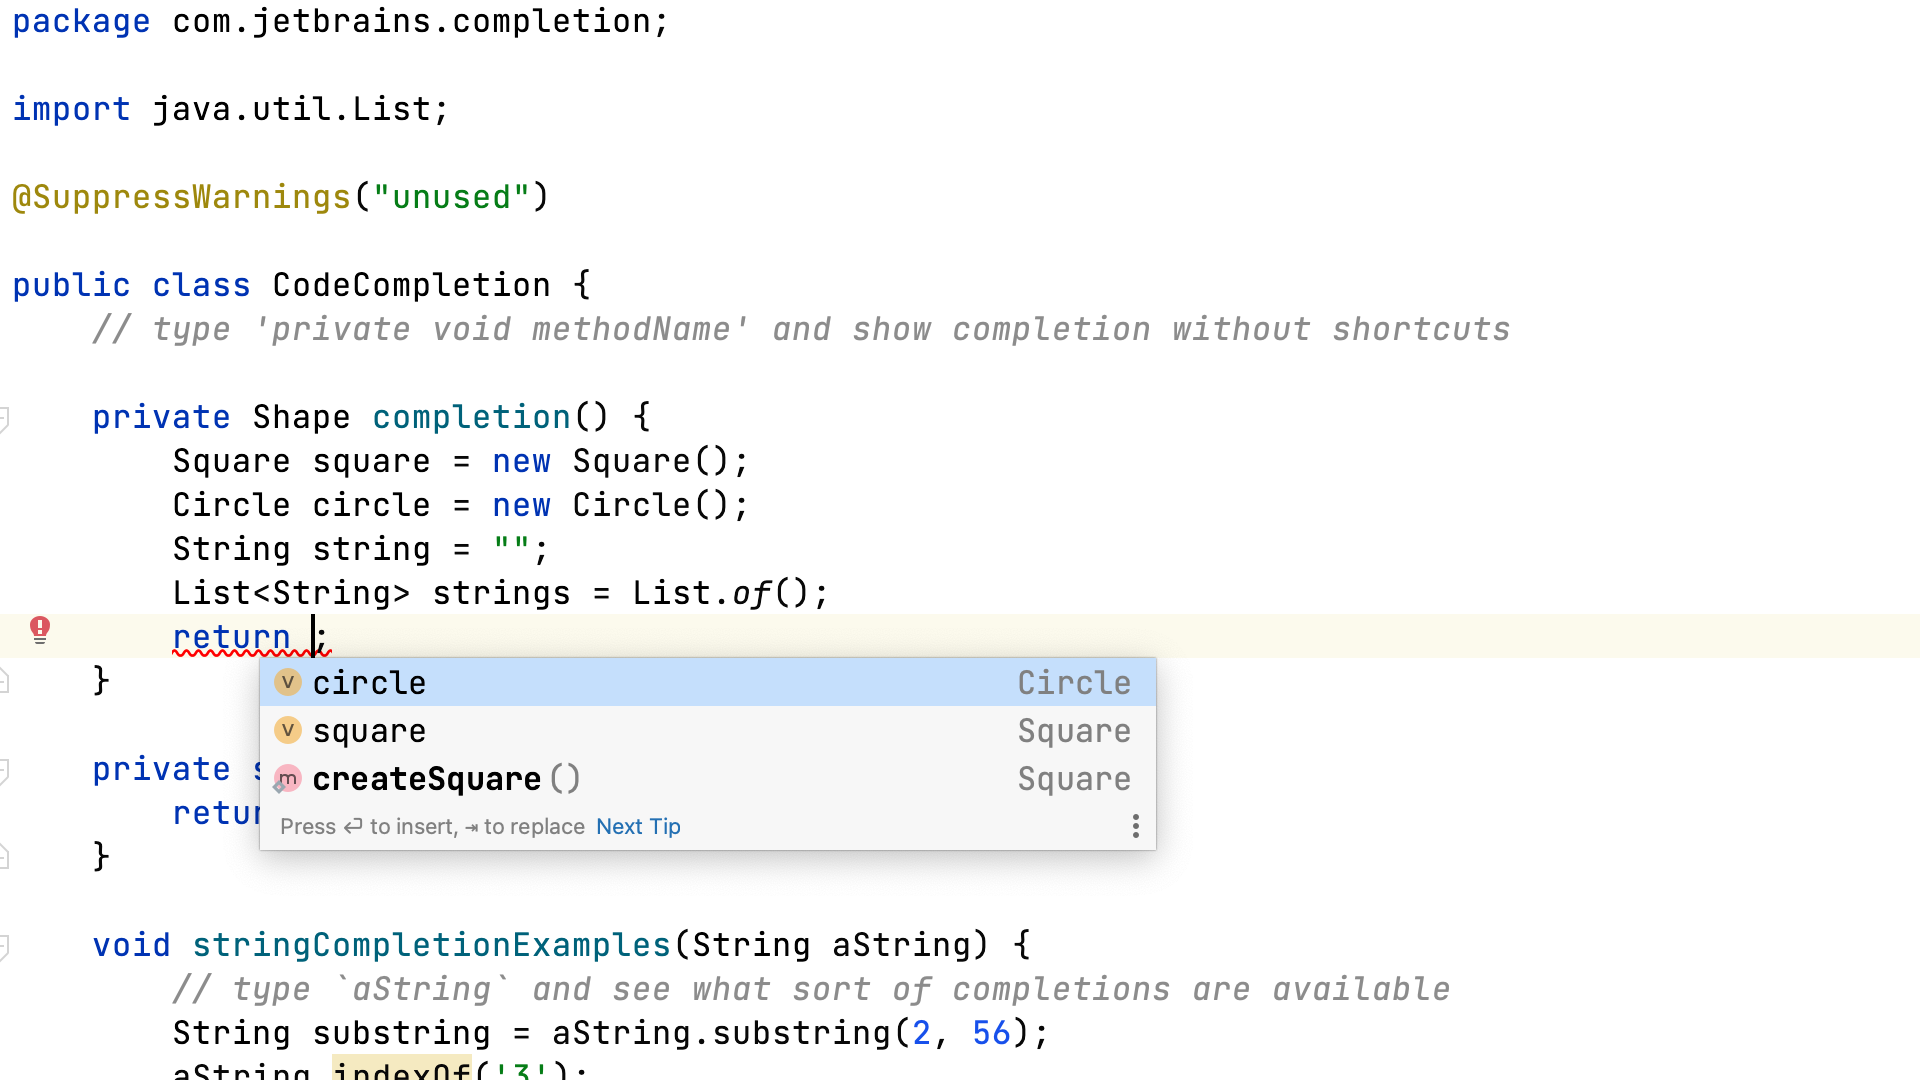 package com.jetbrains.completion;
import java.util.List;
@SuppressWarnings("unused")
public class CodeCompletion {
// type 'private void methodName' and show completion without shortcuts
private Shape completion() {
Square square = new Square();
Circle circle = new Circle();
String string = "";
List<String> strings = List.of();
return ;
}
v circle Circle
v square Square
m createSquare() Square
Press ⏎ to insert, ⇥ to replace Next Tip
private
}
void stringCompletionExamples(String aString) {
// type `aString` and see what sort of completions are available
String substring = aString.substring(2, 56);
aString.indexOf('3');